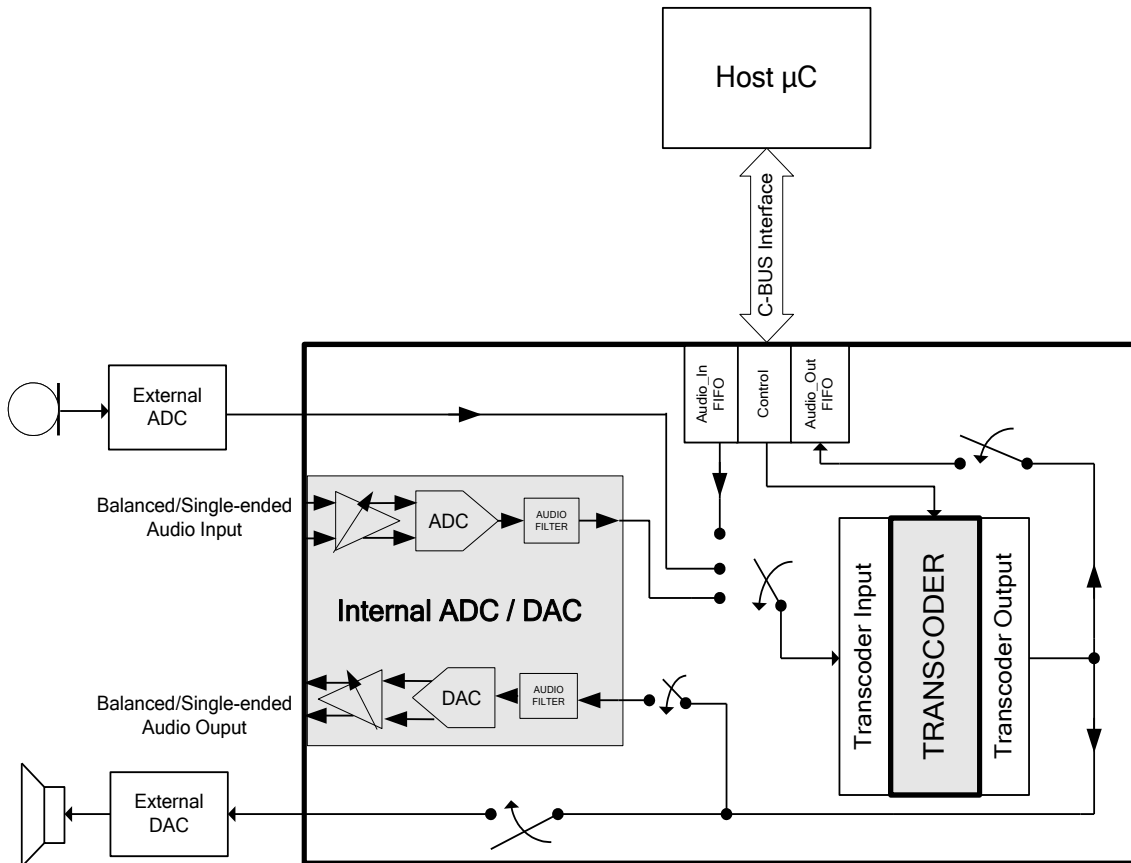 Host µC
C-BUS Interface
Audio_In
FIFO
Control
Audio_Out
FIFO
External
ADC
Balanced/Single-ended
Audio Input
ADC
AUDIO
FILTER
Internal ADC / DAC
Transcoder Input
TRANSCODER
Transcoder Output
Balanced/Single-ended
Audio Ouput
DAC
AUDIO
FILTER
External
DAC